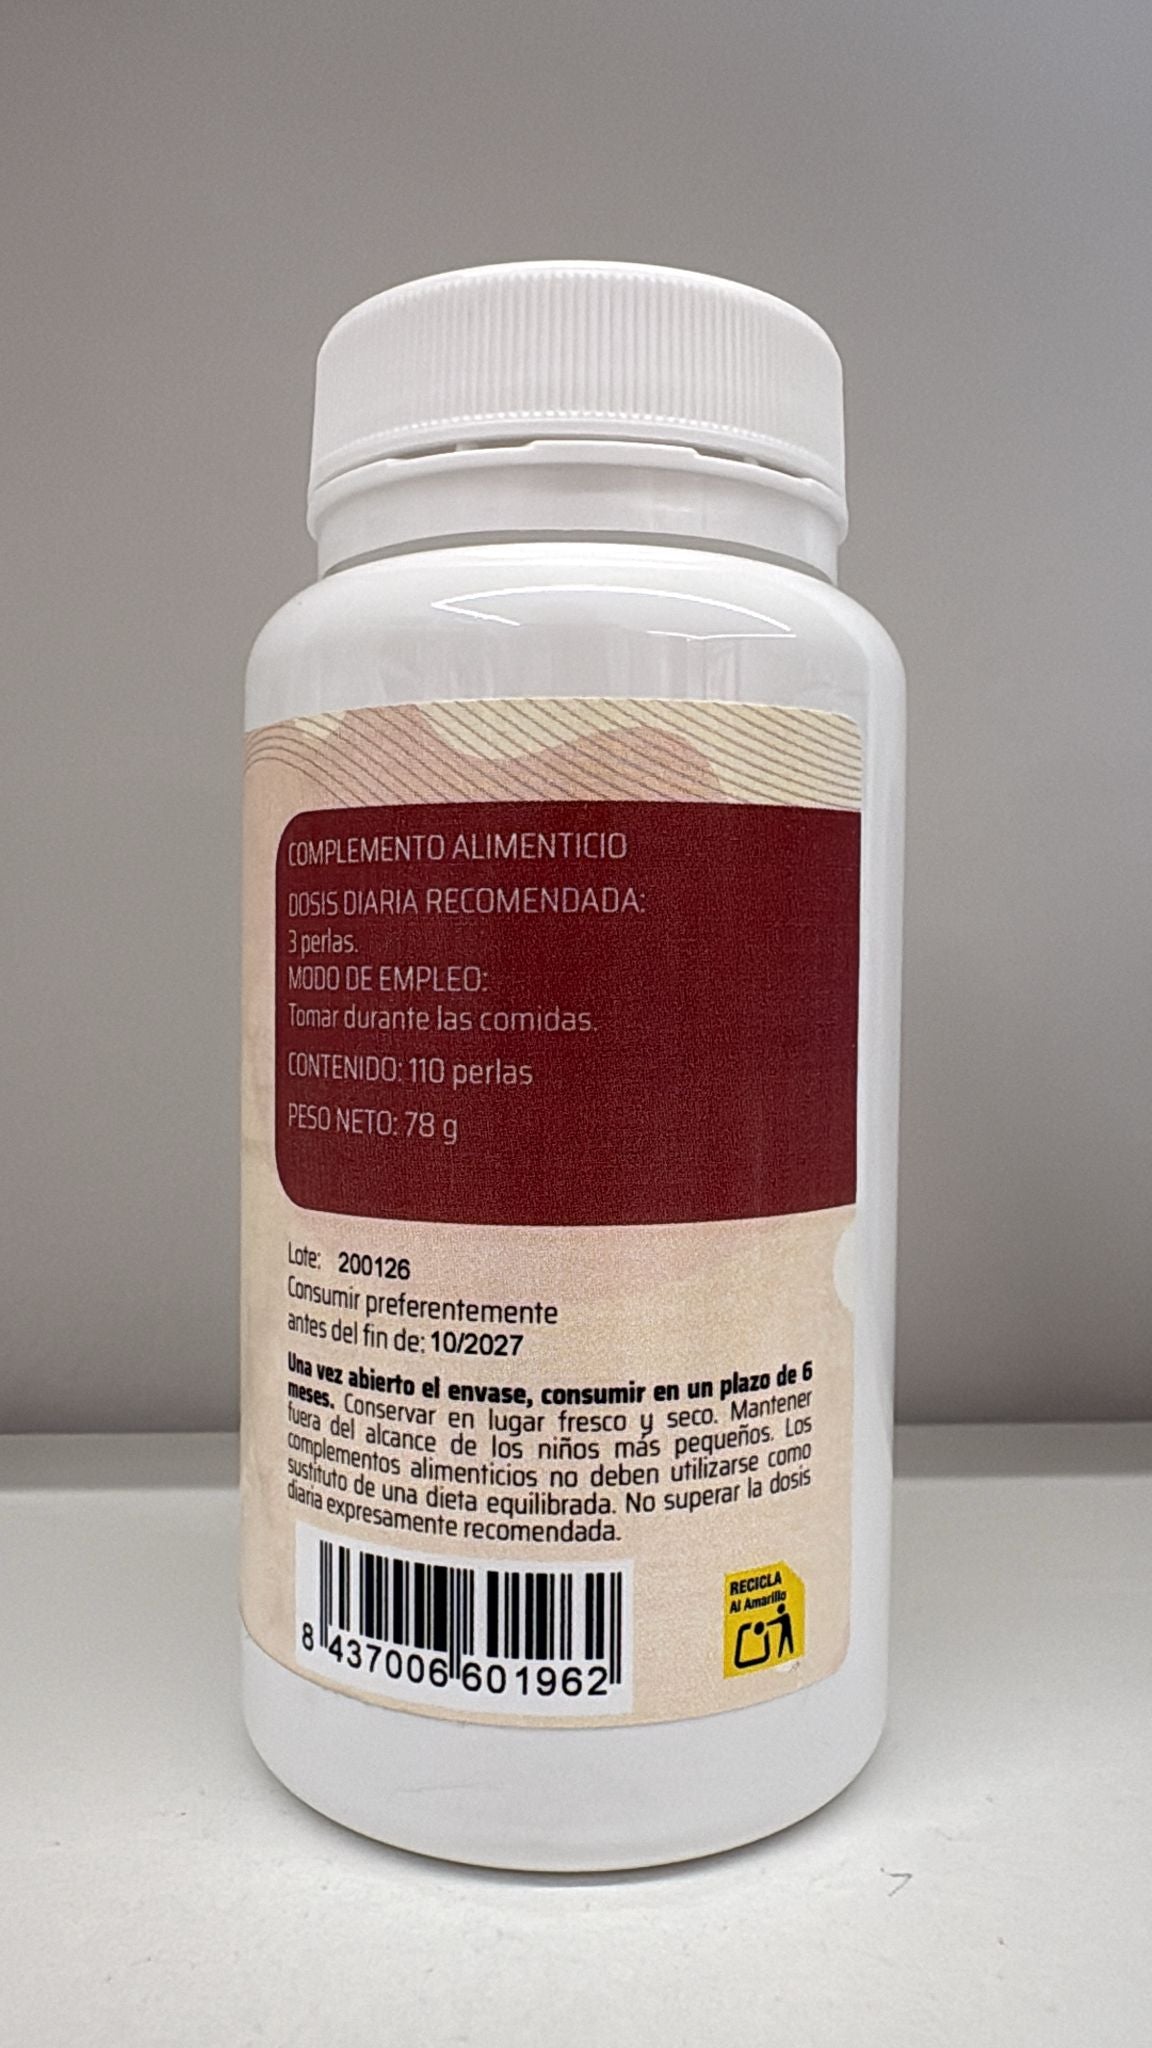 COMPLEMENTO ALIMENTICIO
DOSIS DIARIA RECOMENDADA:
3 perlas.
MODO DE EMPLEO:
Tomar durante las comidas.
CONTENIDO: 110 perlas
PESO NETO: 78 g
Lote: 200126
Consumir preferentemente
antes del fin de: 10/2027
Una vez abierto el envase, consumir en un plazo de 6
meses. Conservar en lugar fresco y seco. Mantener
fuera del alcance de los niños más pequeños. Los
complementos alimenticios no deben utilizarse como
sustituto de una dieta equilibrada. No superar la dosis
diaria expresamente recomendada.
8 437006 601962
RECICLA
Al Amarillo